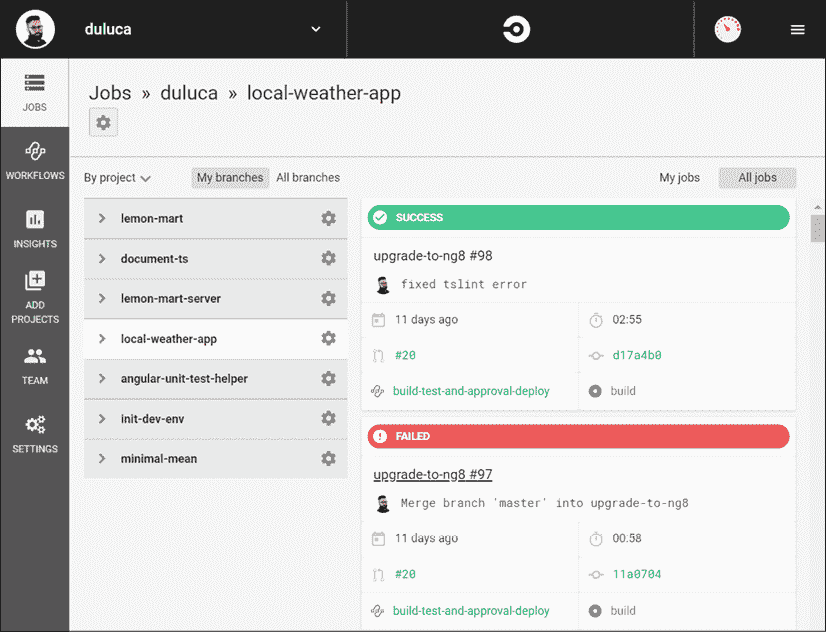 duluca
JOBS
WORKFLOWS
INSIGHTS
ADD
PROJECTS
TEAM
SETTINGS
Jobs » duluca » local-weather-app
By project My branches All branches
lemon-mart
document-ts
lemon-mart-server
local-weather-app
angular-unit-test-helper
init-dev-env
minimal-mean
My jobs All jobs
SUCCESS
upgrade-to-ng8 #98
fixed tslint error
11 days ago 02:55
#20 d17a4b0
build-test-and-approval-deploy build
FAILED
upgrade-to-ng8 #97
Merge branch 'master' into upgrade-to-ng8
11 days ago 00:58
#20 11a0704
build-test-and-approval-deploy build